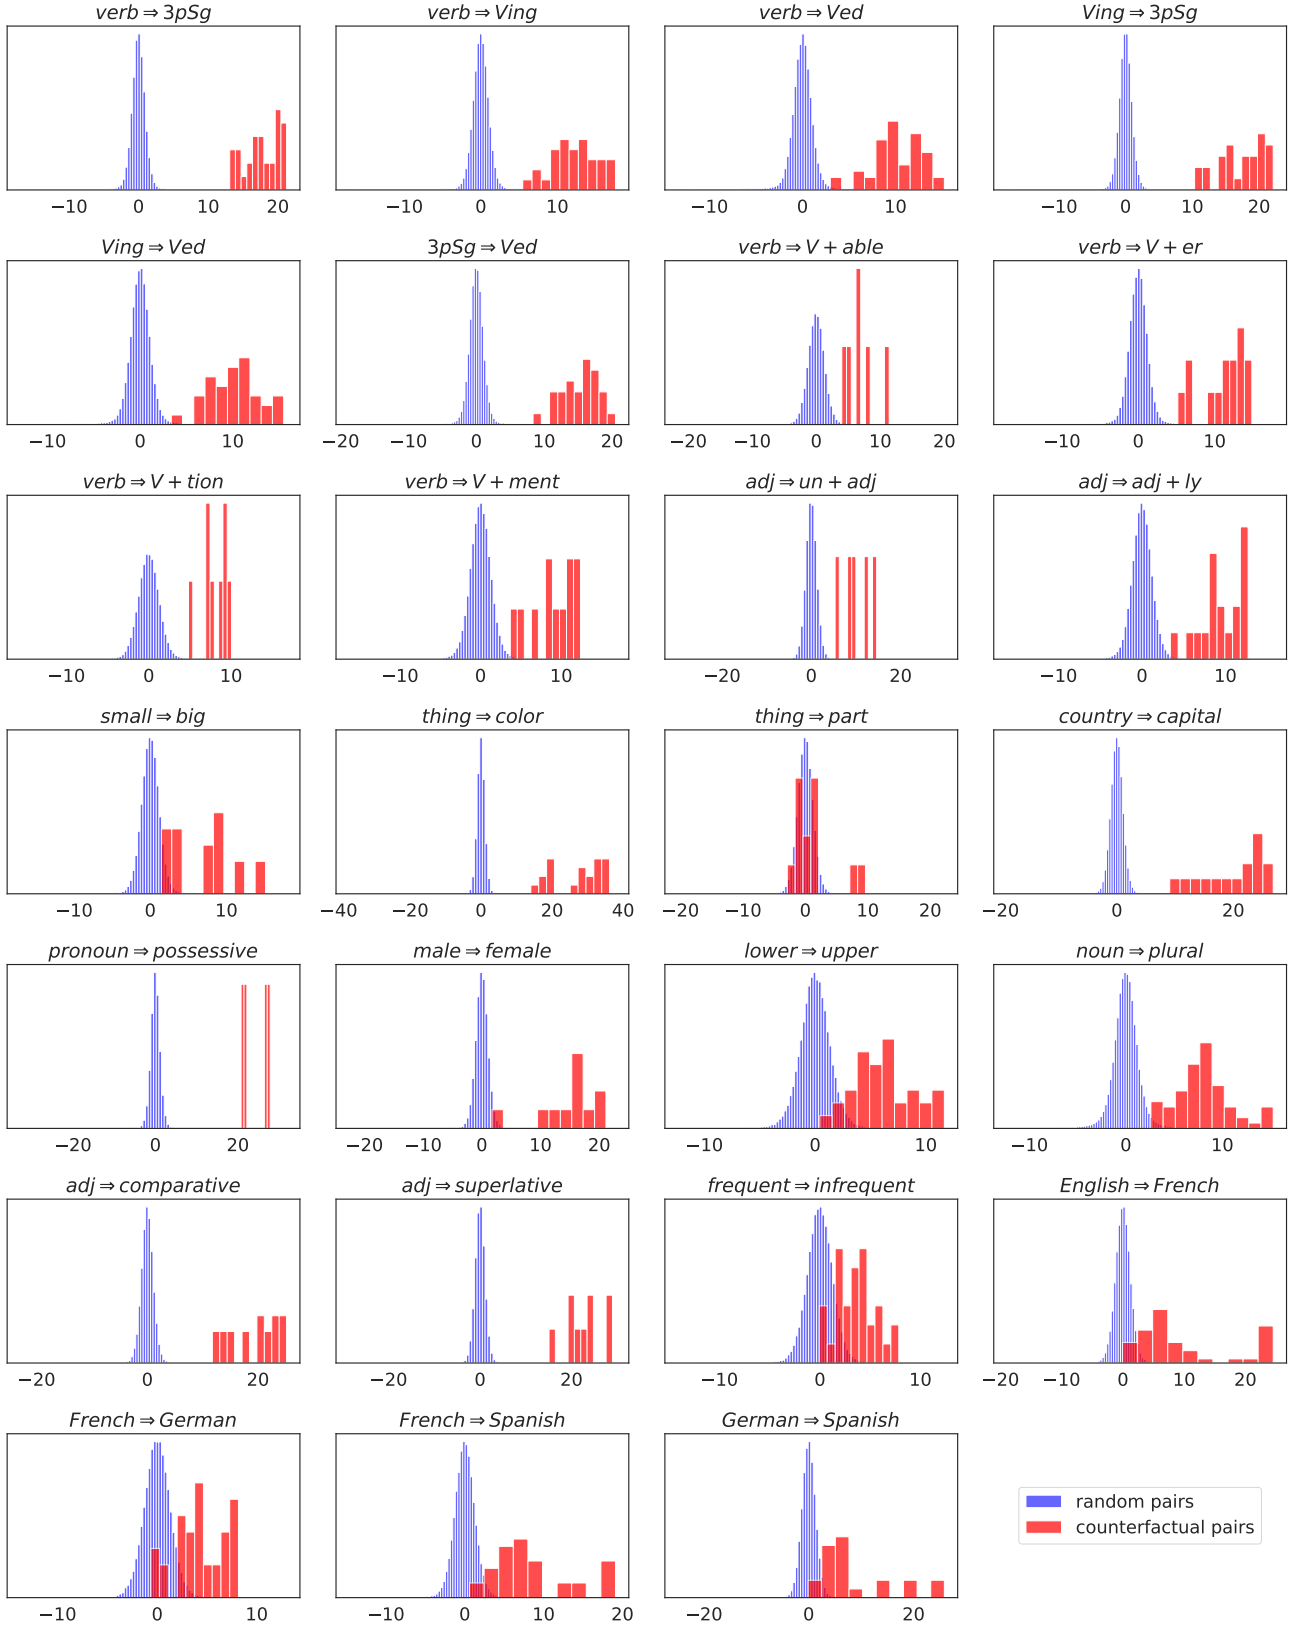 verb ⇒ 3pSg
verb ⇒ Ving
verb ⇒ Ved
Ving ⇒ 3pSg
−10 0 10 20
−10 0 10
−10 0 10
−10 0 10 20
Ving ⇒ Ved
3pSg ⇒ Ved
verb ⇒ V + able
verb ⇒ V + er
−10 0 10
−20 −10 0 10 20
−20 −10 0 10 20
−10 0 10
verb ⇒ V + tion
verb ⇒ V + ment
adj ⇒ un + adj
adj ⇒ adj + ly
−10 0 10
−10 0 10
−20 0 20
−10 0 10
small ⇒ big
thing ⇒ color
thing ⇒ part
country ⇒ capital
−10 0 10
−40 −20 0 20 40
−20 −10 0 10 20
−20 0 20
pronoun ⇒ possessive
male ⇒ female
lower ⇒ upper
noun ⇒ plural
−20 0 20
−20 −10 0 10 20
−10 0 10
−10 0 10
adj ⇒ comparative
adj ⇒ superlative
frequent ⇒ infrequent
English ⇒ French
−20 0 20
−20 0 20
−10 0 10
−20 −10 0 10 20
French ⇒ German
French ⇒ Spanish
German ⇒ Spanish
random pairs
counterfactual pairs
−10 0 10
−10 0 10 20
−20 0 20